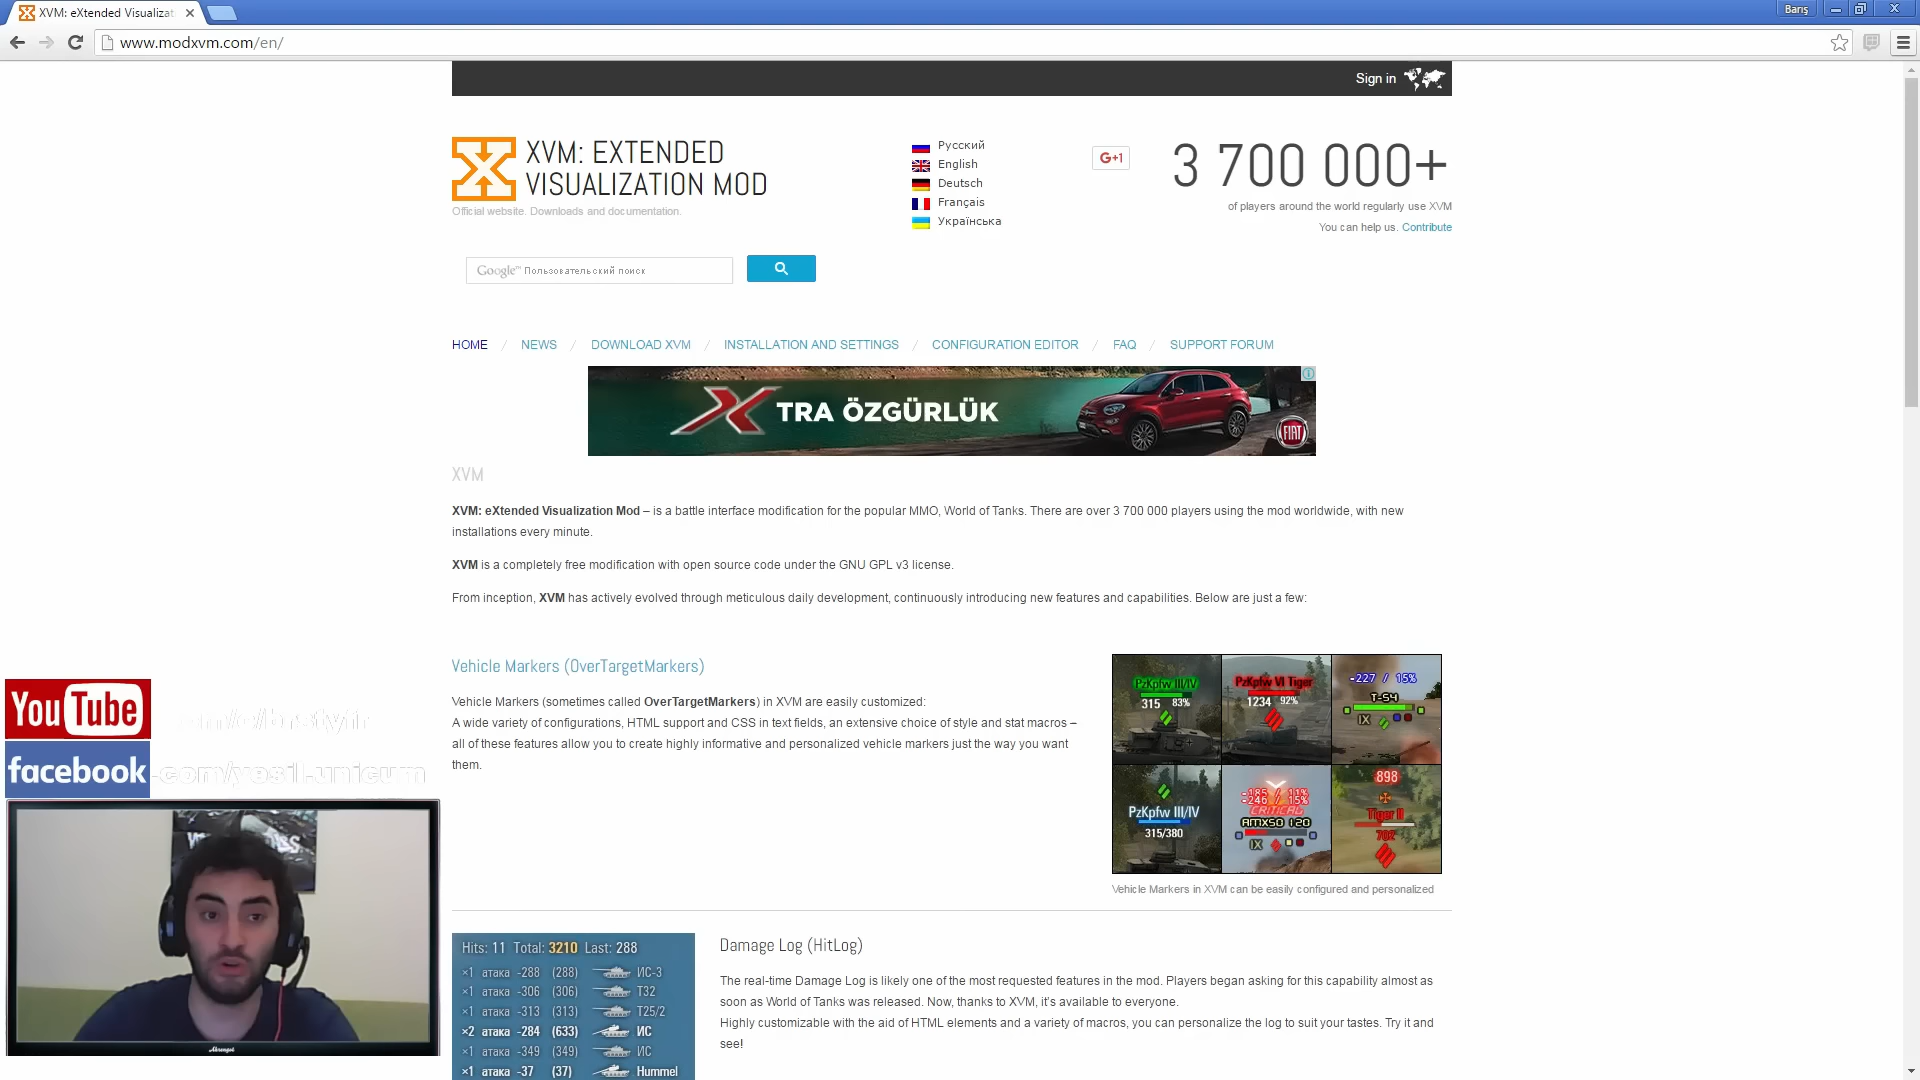 XVM: eXtended Visualizat
Barış
www.modxvm.com/en/
Sign in
XVM: EXTENDED
VISUALIZATION MOD
Official website. Downloads and documentation.
Русский
English
Deutsch
Français
Українська
G+1
3 700 000+
of players around the world regularly use XVM
You can help us. Contribute
Google™ Пользовательский поиск
HOME / NEWS / DOWNLOAD XVM / INSTALLATION AND SETTINGS / CONFIGURATION EDITOR / FAQ / SUPPORT FORUM
X TRA ÖZGÜRLÜK
FIAT
XVM
XVM: eXtended Visualization Mod – is a battle interface modification for the popular MMO, World of Tanks. There are over 3 700 000 players using the mod worldwide, with new
installations every minute.
XVM is a completely free modification with open source code under the GNU GPL v3 license.
From inception, XVM has actively evolved through meticulous daily development, continuously introducing new features and capabilities. Below are just a few:
Vehicle Markers (OverTargetMarkers)
Vehicle Markers (sometimes called OverTargetMarkers) in XVM are easily customized:
A wide variety of configurations, HTML support and CSS in text fields, an extensive choice of style and stat macros –
all of these features allow you to create highly informative and personalized vehicle markers just the way you want
them.
PzKpfw III/IV
315 83%
PzKpfw VI Tiger
1234 92%
-227 / 15%
T-54
IX
PzKpfw III/IV
315/380
-185 / 11%
-246 / 15%
CRITICAL
AMX50 120
IX
898
Tiger II
702
Vehicle Markers in XVM can be easily configured and personalized
YouTube
facebook .com/yesil-unicum
Hits: 11 Total: 3210 Last: 288
×1 атака -288 (288) ИС-3
×1 атака -306 (306) T32
×1 атака -313 (313) T25/2
×2 атака -284 (633) ИС
×1 атака -349 (349) ИС
×1 атака -37 (37) Hummel
Damage Log (HitLog)
The real-time Damage Log is likely one of the most requested features in the mod. Players began asking for this capability almost as
soon as World of Tanks was released. Now, thanks to XVM, it's available to everyone.
Highly customizable with the aid of HTML elements and a variety of macros, you can personalize the log to suit your tastes. Try it and
see!